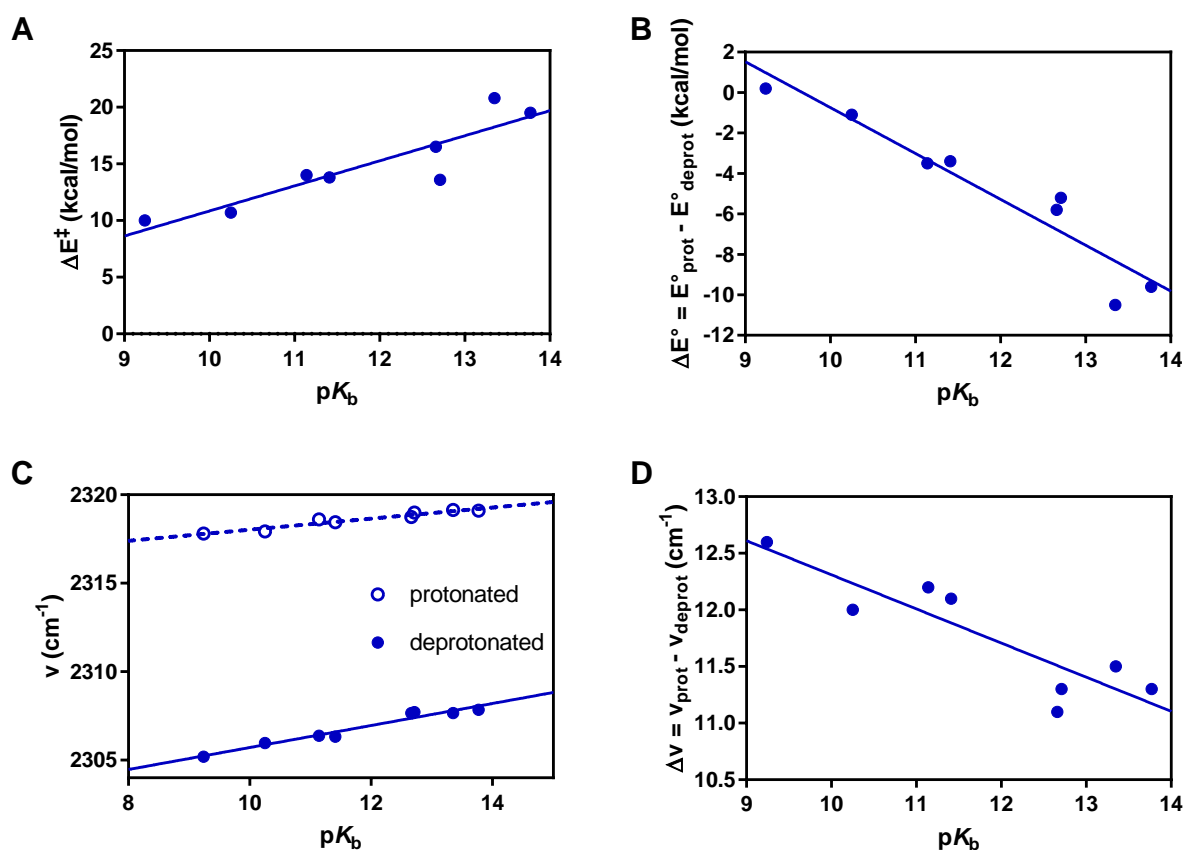 A
ΔE‡ (kcal/mol)
25
20
15
10
5
0
9 10 11 12 13 14
pKb
B
ΔE° = E°prot - E°deprot (kcal/mol)
2
0
-2
-4
-6
-8
-10
-12
9 10 11 12 13 14
pKb
C
ν (cm-1)
2320
2315
2310
2305
protonated
deprotonated
8 10 12 14
pKb
D
Δν = νprot - νdeprot (cm-1)
13.0
12.5
12.0
11.5
11.0
10.5
9 10 11 12 13 14
pKb